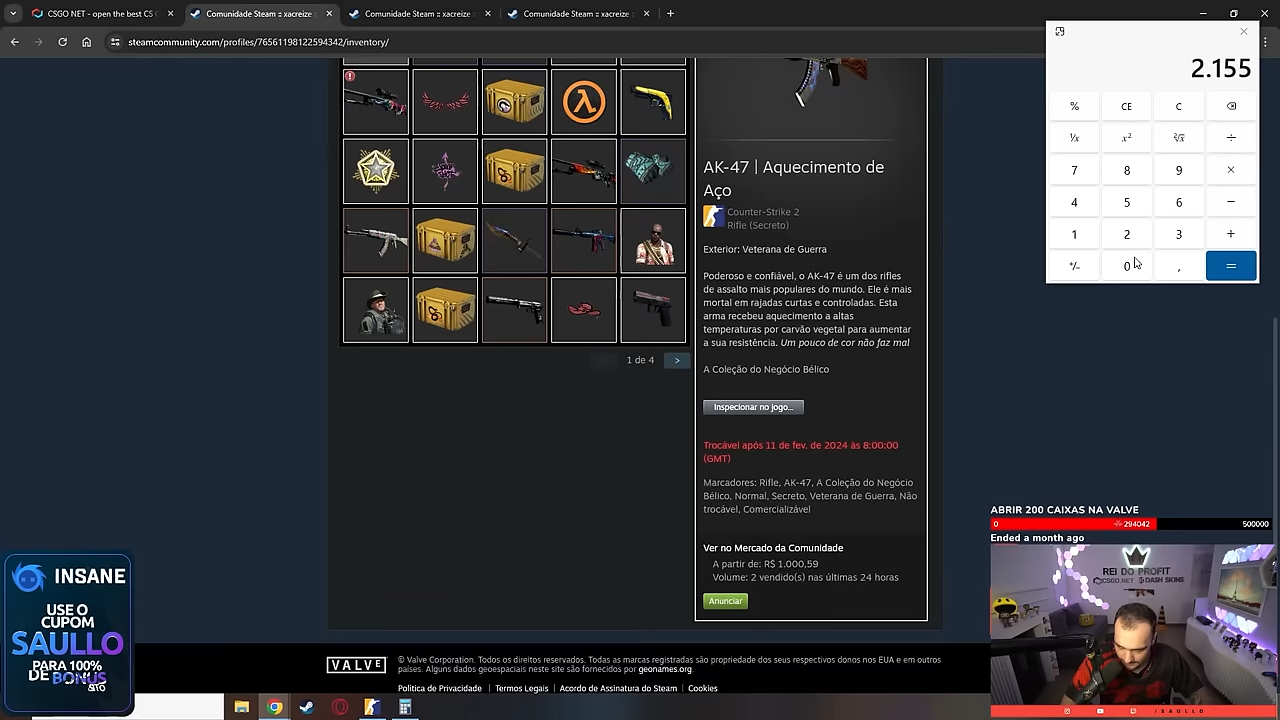 CSGO NET - open the best CS (
Comunidade Steam :: xacreize
Comunidade Steam :: xacreize
Comunidade Steam :: xacreize
steamcommunity.com/profiles/76561198122594342/inventory/
2.155
% CE C
1/x x²
7 8 9 ×
4 5 6 −
1 2 3 +
+/− 0 , =
AK-47 | Aquecimento de
Aço
Counter-Strike 2
Rifle (Secreto)
Exterior: Veterana de Guerra
Poderoso e confiável, o AK-47 é um dos rifles
de assalto mais populares do mundo. Ele é mais
mortal em rajadas curtas e controladas. Esta
arma recebeu aquecimento a altas
temperaturas por carvão vegetal para aumentar
a sua resistência. Um pouco de cor não faz mal
A Coleção do Negócio Bélico
1 de 4 >
Inspecionar no jogo...
Trocável após 11 de fev. de 2024 às 8:00:00
(GMT)
Marcadores: Rifle, AK-47, A Coleção do Negócio
Bélico, Normal, Secreto, Veterana de Guerra, Não
trocável, Comercializável
Ver no Mercado da Comunidade
A partir de: R$ 1.000,59
Volume: 2 vendido(s) nas últimas 24 horas
Anunciar
VALVE
© Valve Corporation. Todos os direitos reservados. Todas as marcas registradas são propriedade dos seus respectivos donos nos EUA e em outros
países. Alguns dados geoespaciais neste site são fornecidos por geonames.org.
Política de Privacidade | Termos Legais | Acordo de Assinatura do Steam | Cookies
INSANE
USE O
CUPOM
SAULLO
PARA 100%
DE BONUS
ABRIR 200 CAIXAS NA VALVE
0 294042 500000
Ended a month ago
REI DO PROFIT
CSGO.NET DASH SKINS
/SAULLO